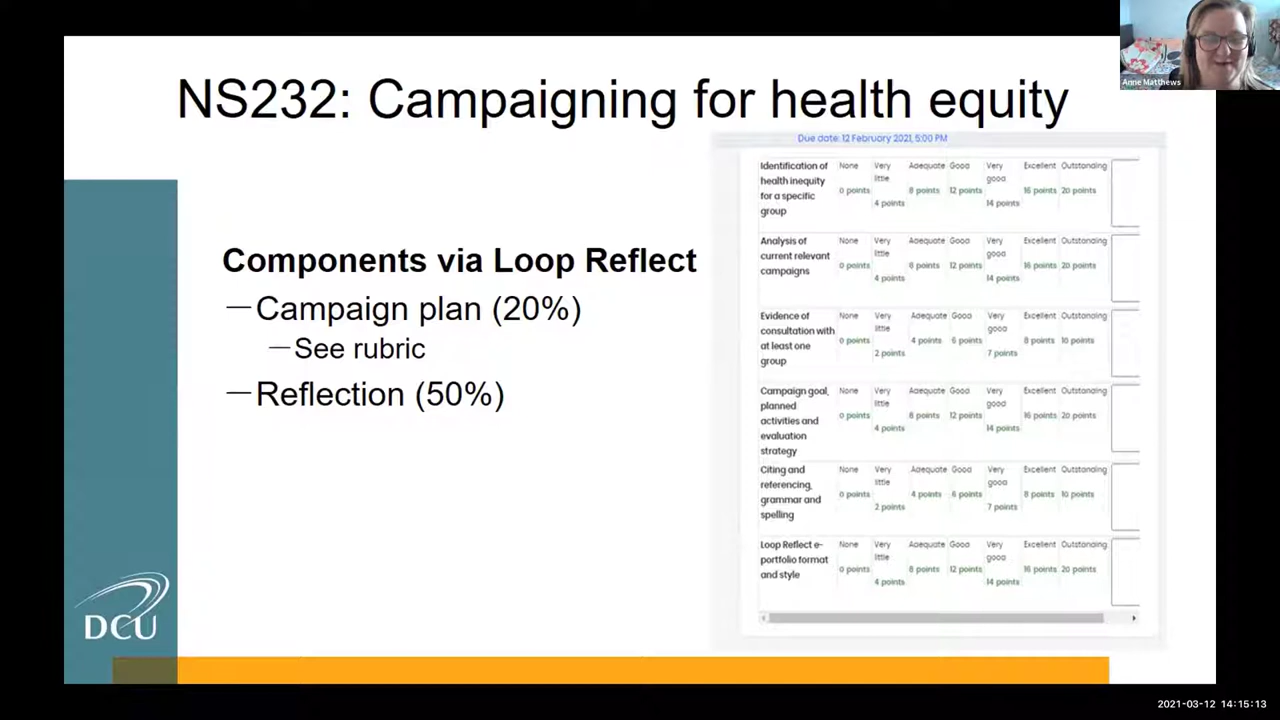 NS232: Campaigning for health equity
Anne Matthews
Components via Loop Reflect
—Campaign plan (20%)
—See rubric
—Reflection (50%)
DCU
Due date: 12 February 2021, 5:00 PM
Identification of health inequity for a specific group
None 0 points
Very little 4 points
Adequate 8 points
Good 12 points
Very good 14 points
Excellent 16 points
Outstanding 20 points
Analysis of current relevant campaigns
None 0 points
Very little 4 points
Adequate 8 points
Good 12 points
Very good 14 points
Excellent 16 points
Outstanding 20 points
Evidence of consultation with at least one group
None 0 points
Very little 2 points
Adequate 4 points
Good 6 points
Very good 7 points
Excellent 8 points
Outstanding 10 points
Campaign goal, planned activities and evaluation strategy
None 0 points
Very little 4 points
Adequate 8 points
Good 12 points
Very good 14 points
Excellent 16 points
Outstanding 20 points
Citing and referencing, grammar and spelling
None 0 points
Very little 2 points
Adequate 4 points
Good 6 points
Very good 7 points
Excellent 8 points
Outstanding 10 points
Loop Reflect e-portfolio format and style
None 0 points
Very little 4 points
Adequate 8 points
Good 12 points
Very good 14 points
Excellent 16 points
Outstanding 20 points
2021-03-12 14:15:13